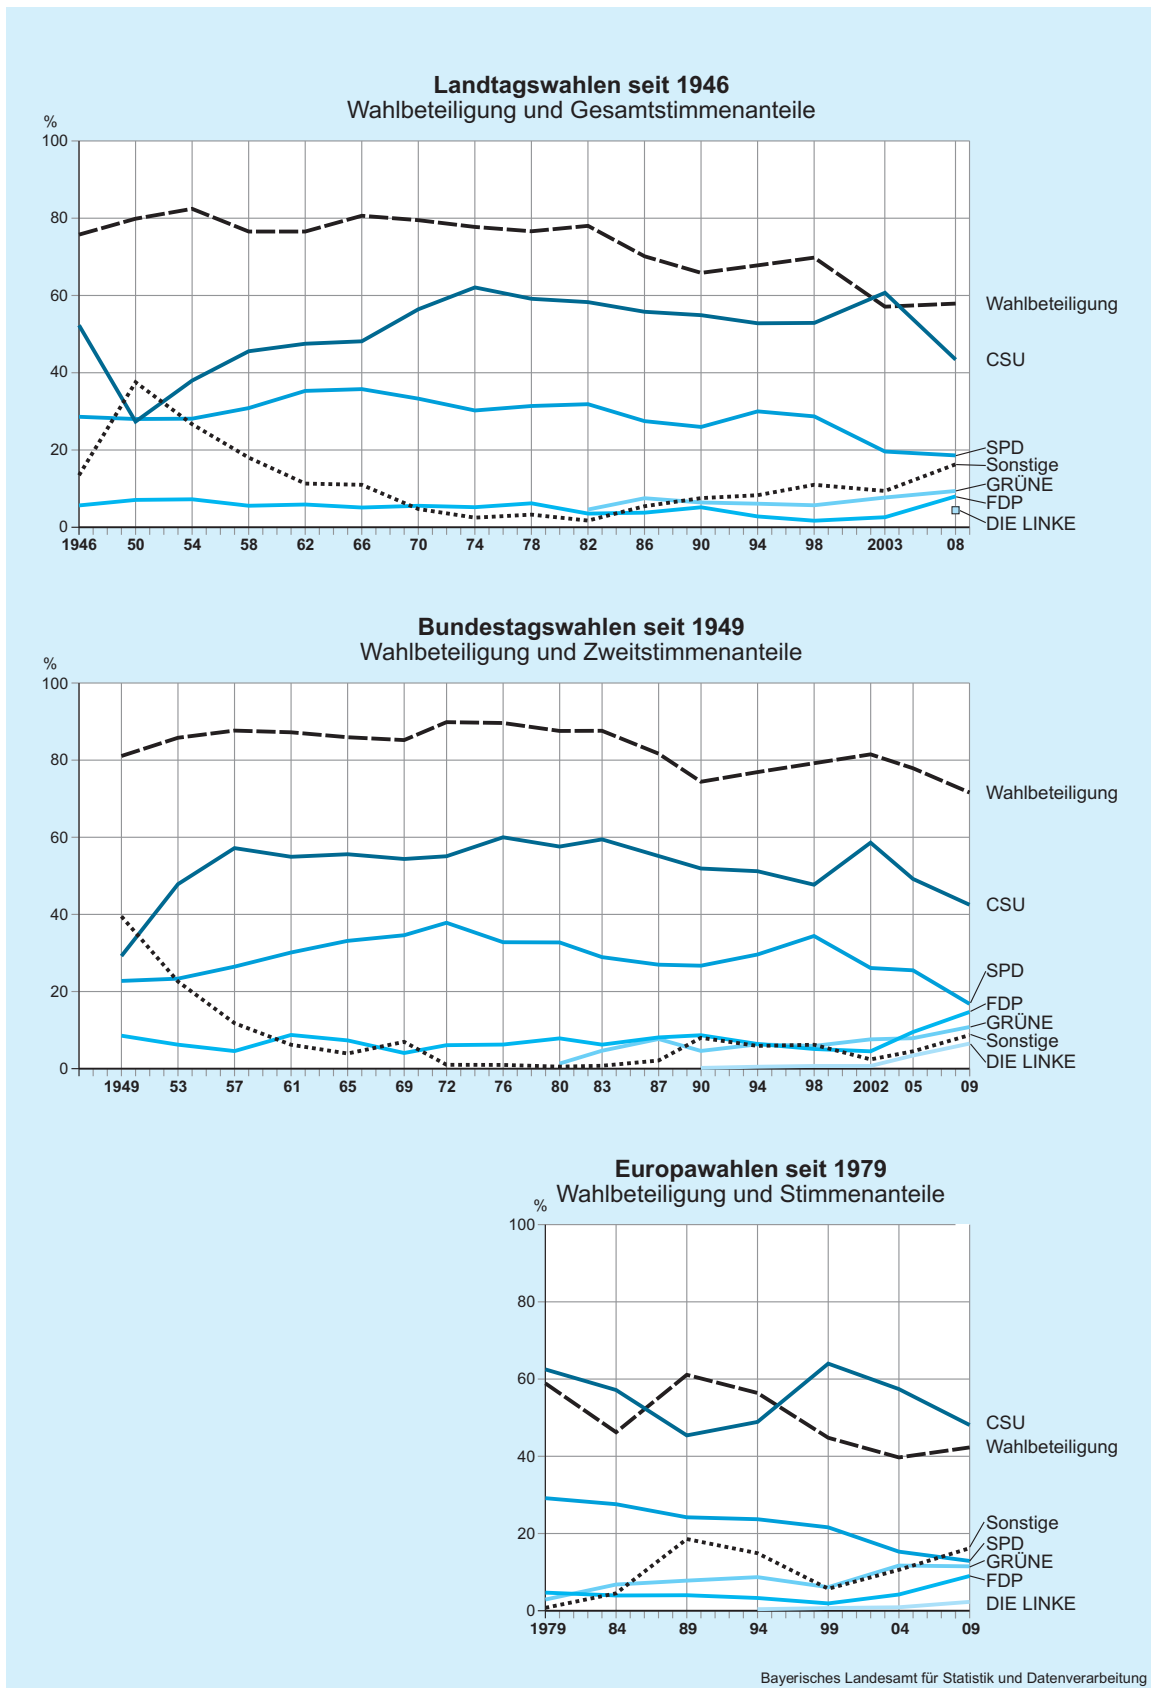 Landtagswahlen seit 1946
Wahlbeteiligung und Gesamtstimmenanteile
%
100
80
60
40
20
0
1946 50 54 58 62 66 70 74 78 82 86 90 94 98 2003 08
Wahlbeteiligung
CSU
SPD
Sonstige
GRÜNE
FDP
DIE LINKE
Bundestagswahlen seit 1949
Wahlbeteiligung und Zweitstimmenanteile
%
100
80
60
40
20
0
1949 53 57 61 65 69 72 76 80 83 87 90 94 98 2002 05 09
Wahlbeteiligung
CSU
SPD
FDP
GRÜNE
Sonstige
DIE LINKE
Europawahlen seit 1979
Wahlbeteiligung und Stimmenanteile
%
100
80
60
40
20
0
1979 84 89 94 99 04 09
CSU
Wahlbeteiligung
Sonstige
SPD
GRÜNE
FDP
DIE LINKE
Bayerisches Landesamt für Statistik und Datenverarbeitung